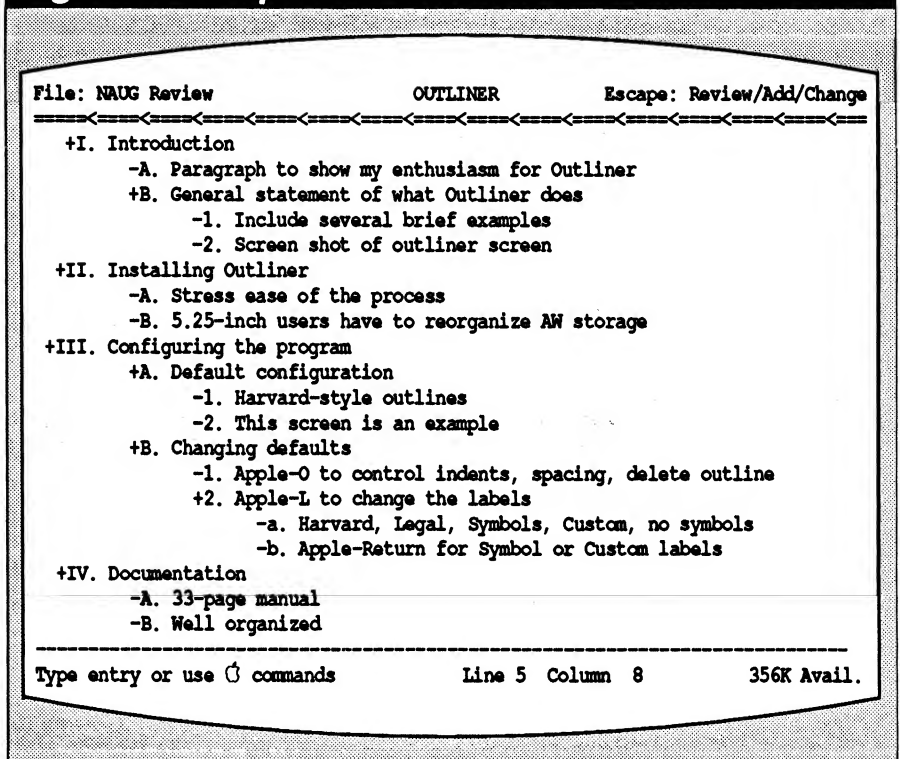 File: NAUG Review OUTLINER Escape: Review/Add/Change
=====<====<====<====<====<====<====<====<====<====<====<====<====<====<====<===
+I. Introduction
-A. Paragraph to show my enthusiasm for Outliner
+B. General statement of what Outliner does
-1. Include several brief examples
-2. Screen shot of outliner screen
+II. Installing Outliner
-A. Stress ease of the process
-B. 5.25-inch users have to reorganize AW storage
+III. Configuring the program
+A. Default configuration
-1. Harvard-style outlines
-2. This screen is an example
+B. Changing defaults
-1. Apple-O to control indents, spacing, delete outline
+2. Apple-L to change the labels
-a. Harvard, Legal, Symbols, Custom, no symbols
-b. Apple-Return for Symbol or Custom labels
+IV. Documentation
-A. 33-page manual
-B. Well organized
Type entry or use commands Line 5 Column 8 356K Avail.